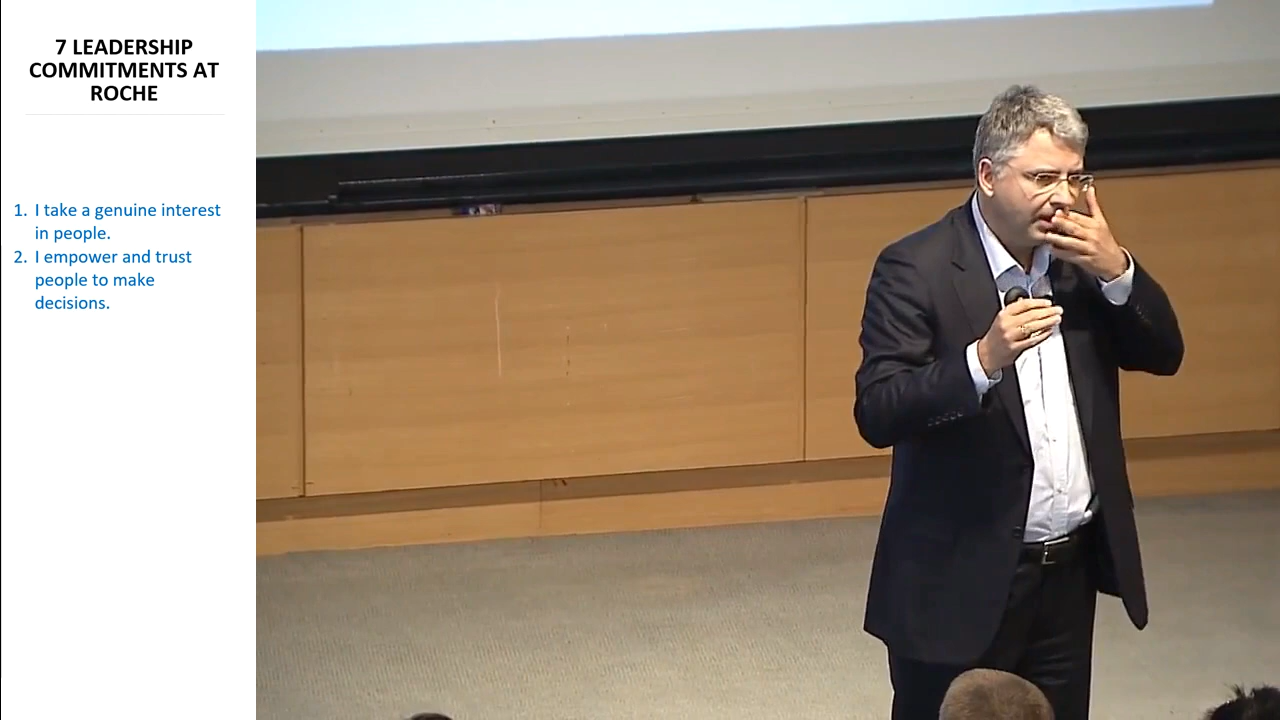 7 LEADERSHIP
COMMITMENTS AT
ROCHE
1. I take a genuine interest
in people.
2. I empower and trust
people to make
decisions.